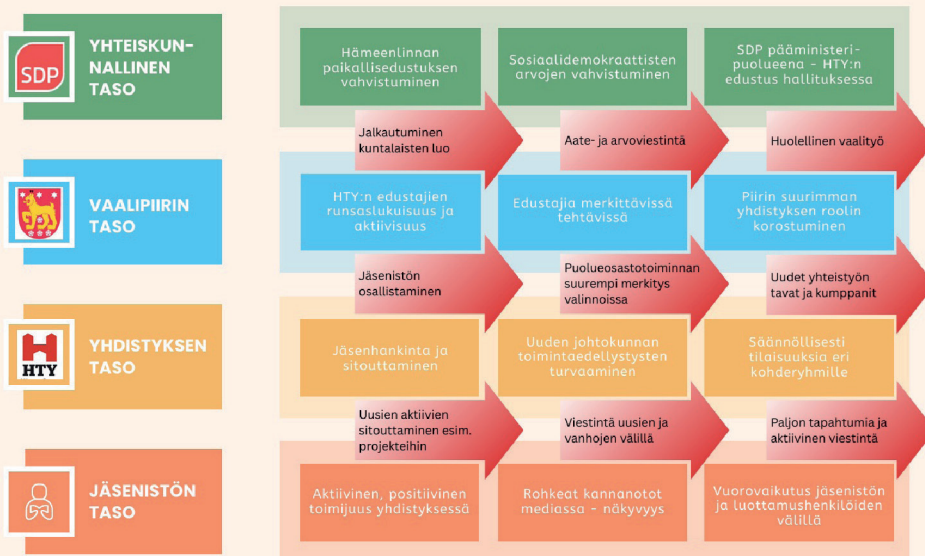 SDP
YHTEISKUN-
NALLINEN
TASO
Hämeenlinnan
paikallisedustuksen
vahvistuminen
Sosiaalidemokraattisten
arvojen vahvistuminen
SDP pääministeri-
puolueena - HTY:n
edustus hallituksessa
Jalkautuminen
kuntalaisten luo
Aate- ja arvoviestintä
Huolellinen vaalityö
VAALIPIIRIN
TASO
HTY:n edustajien
runsaslukuisuus ja
aktiivisuus
Edustajia merkittävissä
tehtävissä
Piirin suurimman
yhdistyksen roolin
korostuminen
Jäsenistön
osallistaminen
Puolueosastotoiminnan
suurempi merkitys
valinnoissa
Uudet yhteistyön
tavat ja kumppanit
HTY
YHDISTYKSEN
TASO
Jäsenhankinta ja
sitouttaminen
Uuden johtokunnan
toimintaedellystysten
turvaaminen
Säännöllisesti
tilaisuuksia eri
kohderyhmille
Uusien aktiivien
sitouttaminen esim.
projekteihin
Viestintä uusien ja
vanhojen välillä
Paljon tapahtumia ja
aktiivinen viestintä
JÄSENISTÖN
TASO
Aktiivinen, positiivinen
toimijuus yhdistyksessä
Rohkeat kannanotot
mediassa - näkyvyys
Vuorovaikutus jäsenistön
ja luottamushenkilöiden
välillä